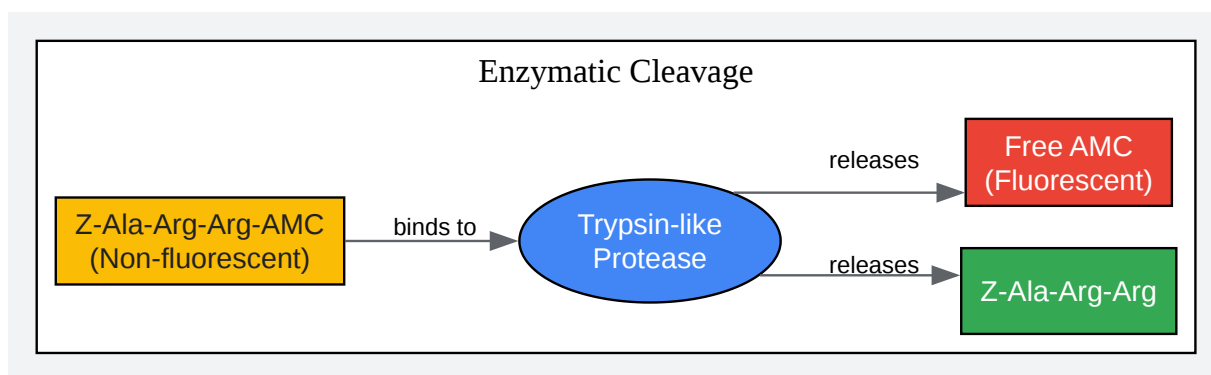 Enzymatic Cleavage
Z-Ala-Arg-Arg-AMC
(Non-fluorescent)
binds to
Trypsin-like
Protease
releases
Free AMC
(Fluorescent)
releases
Z-Ala-Arg-Arg